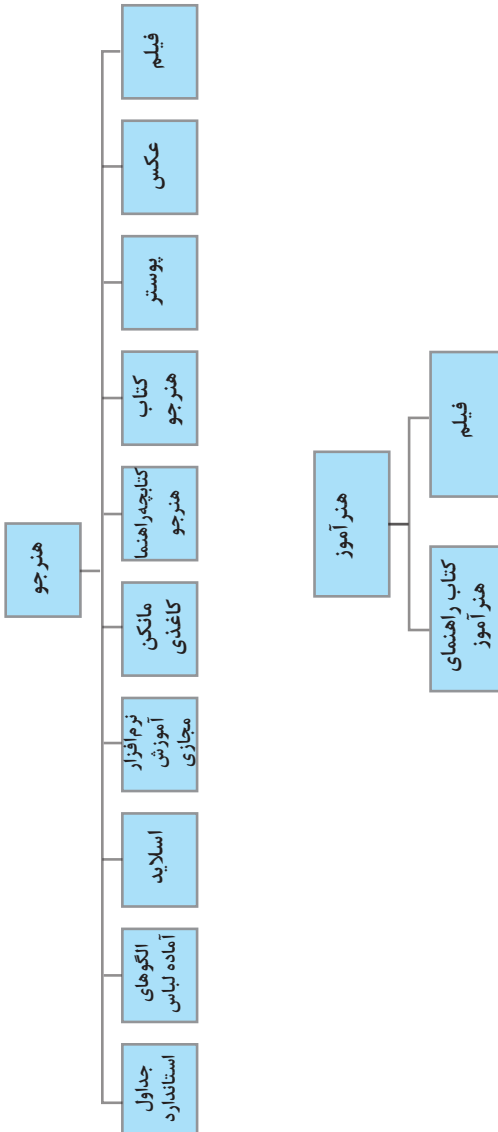 هنرجو
فیلم
عکس
پوستر
کتاب
هنرجو
کتابچه راهنما
هنرجو
مانکن
کاغذی
نرم‌افزار
آموزش
مجازی
اسلاید
الگوهای
آماده لباس
جداول
استاندارد
هنرآموز
فیلم
کتاب راهنمای
هنرآموز